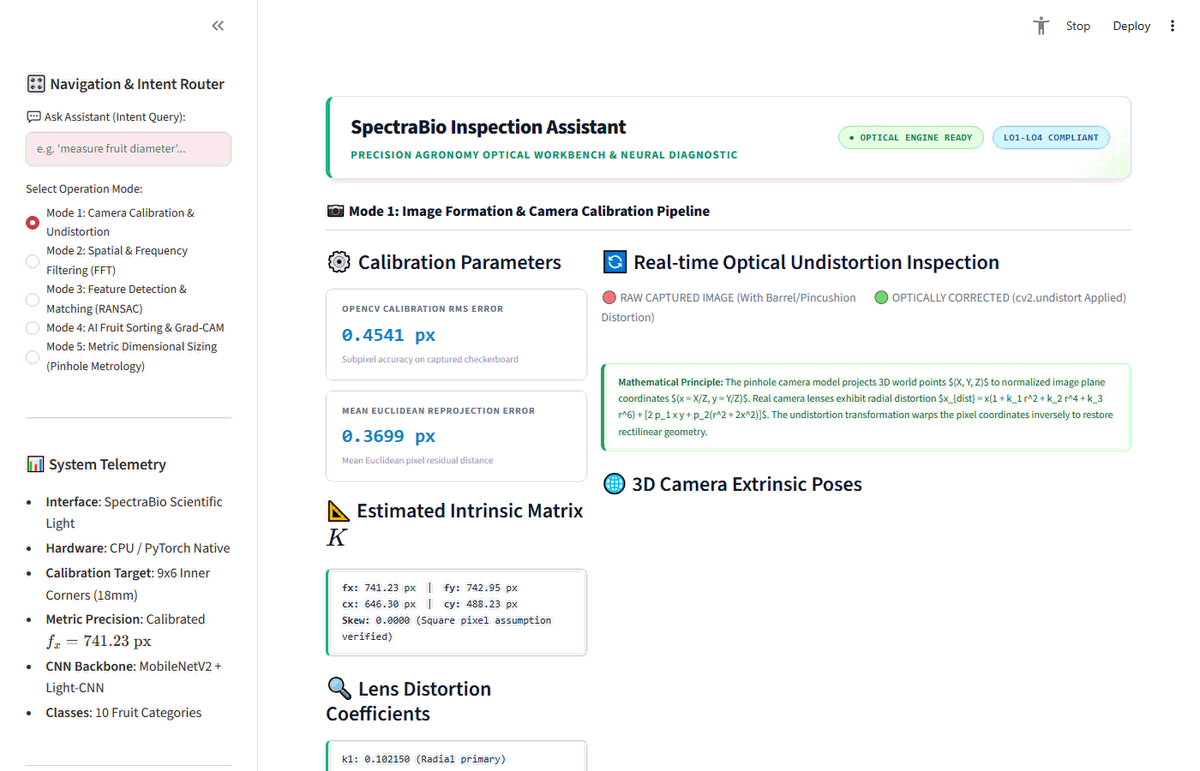 Stop
Deploy
Navigation & Intent Router
Ask Assistant (Intent Query):
e.g. 'measure fruit diameter'...
Select Operation Mode:
Mode 1: Camera Calibration &
Undistortion
Mode 2: Spatial & Frequency
Filtering (FFT)
Mode 3: Feature Detection &
Matching (RANSAC)
Mode 4: AI Fruit Sorting & Grad-CAM
Mode 5: Metric Dimensional Sizing
(Pinhole Metrology)
System Telemetry
• Interface: SpectraBio Scientific
Light
• Hardware: CPU / PyTorch Native
• Calibration Target: 9x6 Inner
Corners (18mm)
• Metric Precision: Calibrated
fx = 741.23 px
• CNN Backbone: MobileNetV2 +
Light-CNN
• Classes: 10 Fruit Categories
SpectraBio Inspection Assistant
PRECISION AGRONOMY OPTICAL WORKBENCH & NEURAL DIAGNOSTIC
● OPTICAL ENGINE READY
LO1-LO4 COMPLIANT
Mode 1: Image Formation & Camera Calibration Pipeline
Calibration Parameters
OPENCV CALIBRATION RMS ERROR
0.4541 px
Subpixel accuracy on captured checkerboard
MEAN EUCLIDEAN REPROJECTION ERROR
0.3699 px
Mean Euclidean pixel residual distance
Estimated Intrinsic Matrix
K
fx: 741.23 px | fy: 742.95 px
cx: 646.30 px | cy: 488.23 px
Skew: 0.0000 (Square pixel assumption
verified)
Lens Distortion
Coefficients
k1: 0.102150 (Radial primary)
Real-time Optical Undistortion Inspection
RAW CAPTURED IMAGE (With Barrel/Pincushion
Distortion)
OPTICALLY CORRECTED (cv2.undistort Applied)
Mathematical Principle: The pinhole camera model projects 3D world points $(X, Y, Z)$ to normalized image plane
coordinates $(x = X/Z, y = Y/Z)$. Real camera lenses exhibit radial distortion $x_{dist} = x(1 + k_1 r^2 + k_2 r^4 + k_3
r^6) + [2 p_1 x y + p_2(r^2 + 2x^2)]$. The undistortion transformation warps the pixel coordinates inversely to restore
rectilinear geometry.
3D Camera Extrinsic Poses